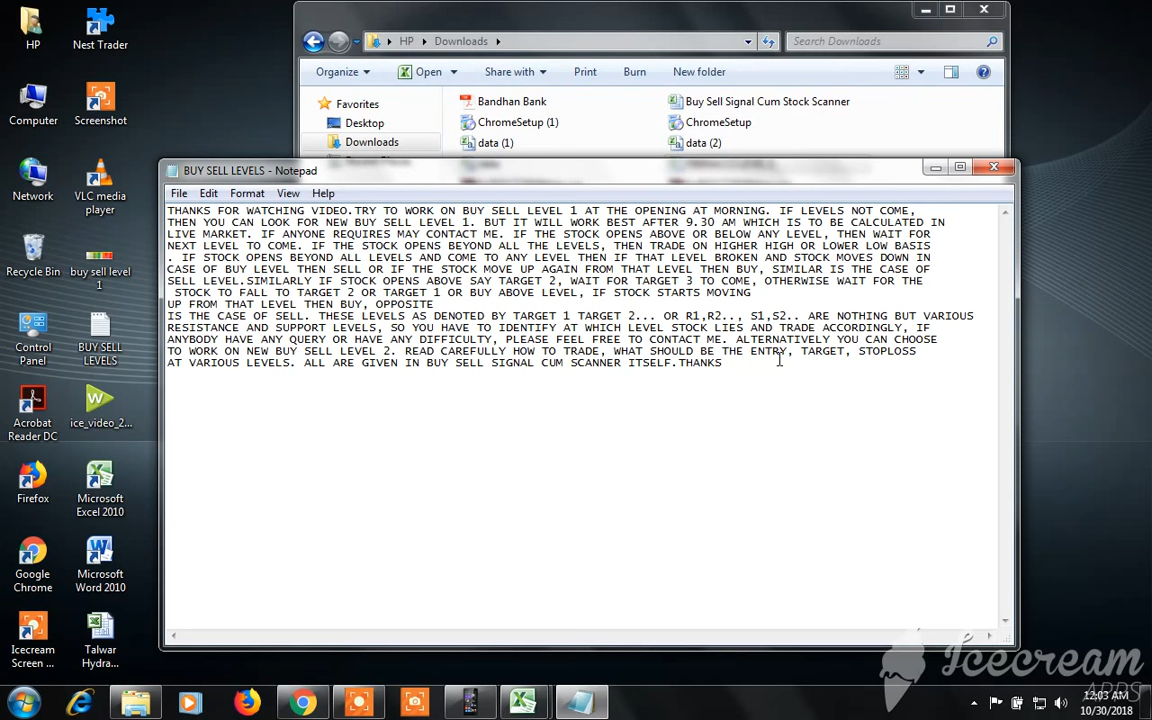 HP
Nest Trader
Computer
Screenshot
Network
VLC media
player
Recycle Bin
buy sell level
1
Control
Panel
BUY SELL
LEVELS
Acrobat
Reader DC
ice_video_2...
Firefox
Microsoft
Excel 2010
Google
Chrome
Microsoft
Word 2010
Icecream
Screen ...
Talwar
Hydra...
HP Downloads
Search Downloads
Organize Open Share with Print Burn New folder
Favorites
Desktop
Downloads
Bandhan Bank
Buy Sell Signal Cum Stock Scanner
ChromeSetup (1)
ChromeSetup
data (1)
data (2)
BUY SELL LEVELS - Notepad
File Edit Format View Help
THANKS FOR WATCHING VIDEO.TRY TO WORK ON BUY SELL LEVEL 1 AT THE OPENING AT MORNING. IF LEVELS NOT COME,
THEN YOU CAN LOOK FOR NEW BUY SELL LEVEL 1. BUT IT WILL WORK BEST AFTER 9.30 AM WHICH IS TO BE CALCULATED IN
LIVE MARKET. IF ANYONE REQUIRES MAY CONTACT ME. IF THE STOCK OPENS ABOVE OR BELOW ANY LEVEL, THEN WAIT FOR
NEXT LEVEL TO COME. IF THE STOCK OPENS BEYOND ALL THE LEVELS, THEN TRADE ON HIGHER HIGH OR LOWER LOW BASIS
. IF STOCK OPENS BEYOND ALL LEVELS AND COME TO ANY LEVEL THEN IF THAT LEVEL BROKEN AND STOCK MOVES DOWN IN
CASE OF BUY LEVEL THEN SELL OR IF THE STOCK MOVE UP AGAIN FROM THAT LEVEL THEN BUY, SIMILAR IS THE CASE OF
SELL LEVEL.SIMILARLY IF STOCK OPENS ABOVE SAY TARGET 2, WAIT FOR TARGET 3 TO COME, OTHERWISE WAIT FOR THE
STOCK TO FALL TO TARGET 2 OR TARGET 1 OR BUY ABOVE LEVEL, IF STOCK STARTS MOVING
UP FROM THAT LEVEL THEN BUY, OPPOSITE
IS THE CASE OF SELL. THESE LEVELS AS DENOTED BY TARGET 1 TARGET 2... OR R1,R2.., S1,S2.. ARE NOTHING BUT VARIOUS
RESISTANCE AND SUPPORT LEVELS, SO YOU HAVE TO IDENTIFY AT WHICH LEVEL STOCK LIES AND TRADE ACCORDINGLY, IF
ANYBODY HAVE ANY QUERY OR HAVE ANY DIFFICULTY, PLEASE FEEL FREE TO CONTACT ME. ALTERNATIVELY YOU CAN CHOOSE
TO WORK ON NEW BUY SELL LEVEL 2. READ CAREFULLY HOW TO TRADE, WHAT SHOULD BE THE ENTRY, TARGET, STOPLOSS
AT VARIOUS LEVELS. ALL ARE GIVEN IN BUY SELL SIGNAL CUM SCANNER ITSELF.THANKS
Icecream
APPS
12:03 AM
10/30/2018